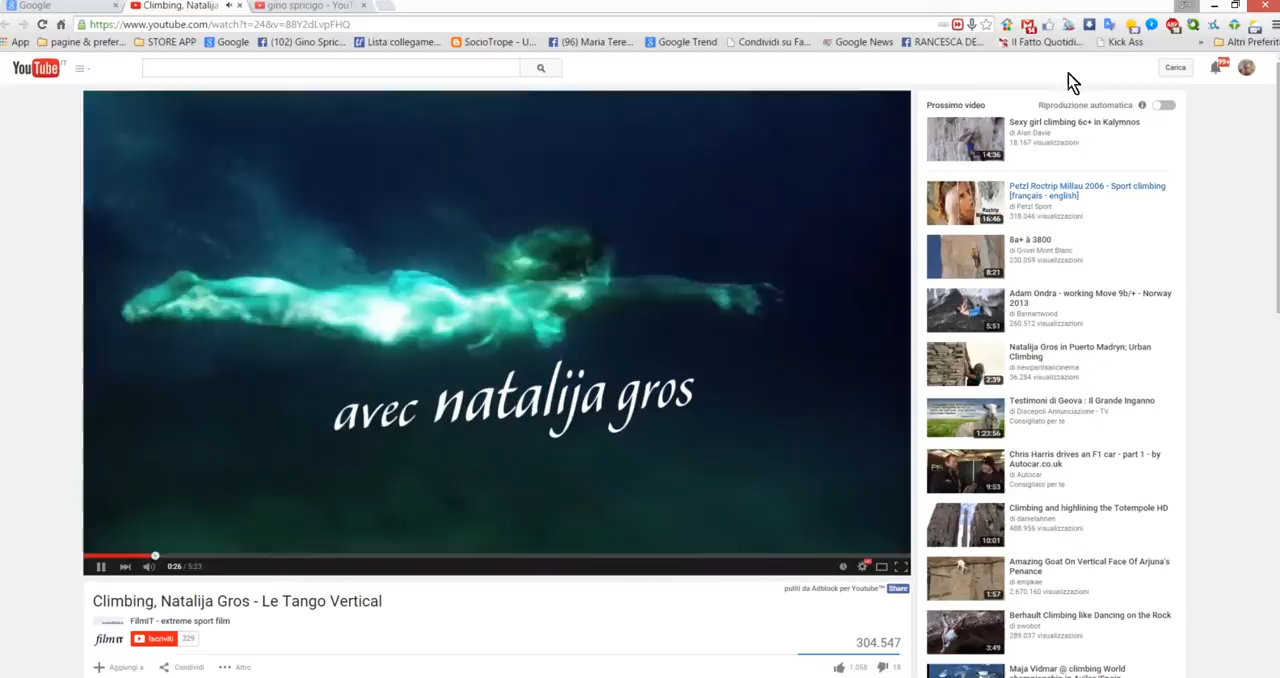 Google
Climbing, Natalija
gino spricigo - YouT
https://www.youtube.com/watch?t=24&v=88Y2dLvpFHQ
App
pagine & prefer...
STORE APP
Google
(102) Gino Spric...
Lista collegame...
SocioTrope - U...
(96) Maria Tere...
Google Trend
Condividi su Fa...
Google News
RANCESCA DE...
Il Fatto Quotidi...
Kick Ass
»
Altri Preferit
YouTube IT
Carica
99+
avec natalija gros
0:26 / 5:23
puliti da Adblock per Youtube™ Share
Climbing, Natalija Gros - Le Tango Vertical
FilmIT - extreme sport film
filmIT
Iscriviti 229
304.547
Aggiungi a
Condividi
Altro
1.058
18
Prossimo video
Riproduzione automatica
Sexy girl climbing 6c+ in Kalymnos
di Alan Davie
18.167 visualizzazioni
14:36
Petzl Roctrip Millau 2006 - Sport climbing
[français - english]
di Petzl Sport
318.046 visualizzazioni
16:46
8a+ à 3800
di Grivel Mont Blanc
230.059 visualizzazioni
8:21
Adam Ondra - working Move 9b/+ - Norway
2013
di Bernartwood
260.512 visualizzazioni
5:51
Natalija Gros in Puerto Madryn; Urban
Climbing
di newpartisancinema
36.284 visualizzazioni
2:39
Testimoni di Geova : Il Grande Inganno
di Discepoli Annunciazione - TV
Consigliato per te
1:23:56
Chris Harris drives an F1 car - part 1 - by
Autocar.co.uk
di Autocar
Consigliato per te
9:53
Climbing and highlining the Totempole HD
di danielahnen
488.956 visualizzazioni
10:01
Amazing Goat On Vertical Face Of Arjuna's
Penance
di empkae
2.670.160 visualizzazioni
1:57
Berhault Climbing like Dancing on the Rock
di swobot
289.037 visualizzazioni
3:49
Maja Vidmar @ climbing World